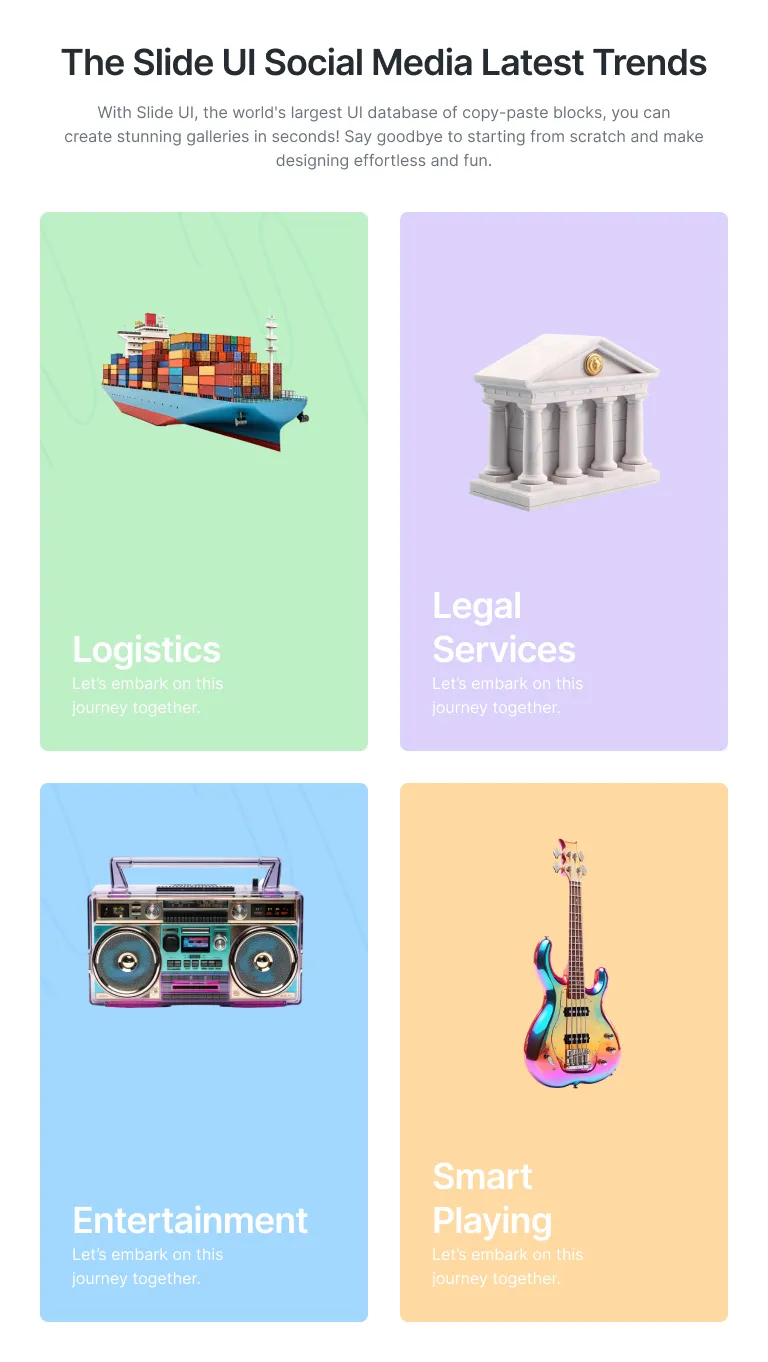 The Slide UI Social Media Latest Trends
With Slide UI, the world's largest UI database of copy-paste blocks, you can
create stunning galleries in seconds! Say goodbye to starting from scratch and make
designing effortless and fun.
Logistics
Let's embark on this
journey together.
Legal
Services
Let's embark on this
journey together.
Entertainment
Let's embark on this
journey together.
Smart
Playing
Let's embark on this
journey together.